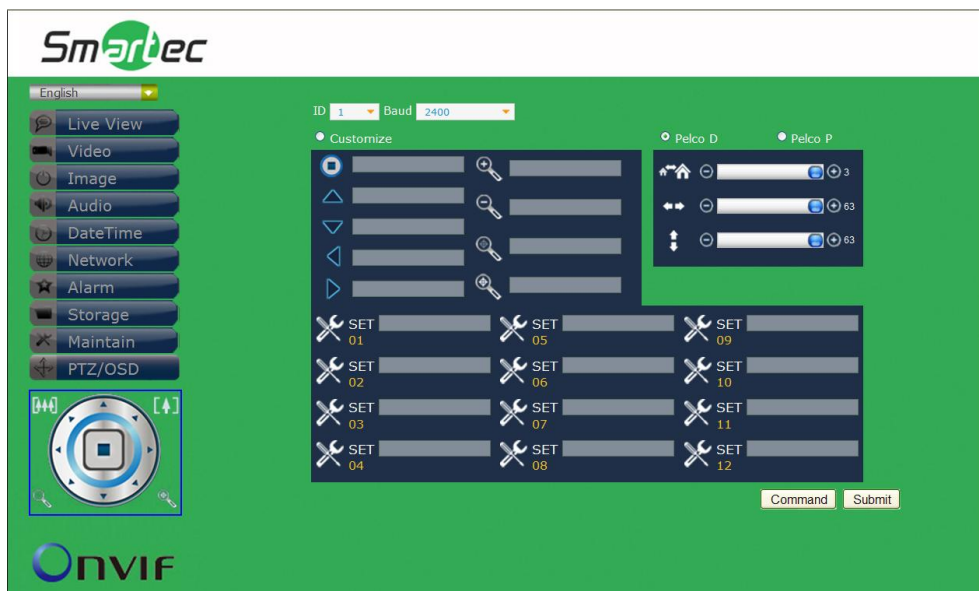 Smartec
English
ID 1 Baud 2400
Customize
Pelco D Pelco P
Live View
Video
Image
Audio
DateTime
Network
Alarm
Storage
Maintain
PTZ/OSD
3
63
63
SET 01 SET 05 SET 09
SET 02 SET 06 SET 10
SET 03 SET 07 SET 11
SET 04 SET 08 SET 12
Command Submit
ONVIF